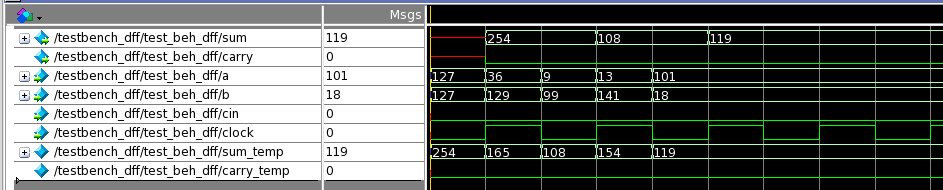 Msgs
/testbench_dff/test_beh_dff/sum 119 254 108 119
/testbench_dff/test_beh_dff/carry 0
/testbench_dff/test_beh_dff/a 101 127 36 9 13 101
/testbench_dff/test_beh_dff/b 18 127 129 99 141 18
/testbench_dff/test_beh_dff/cin 0
/testbench_dff/test_beh_dff/clock 0
/testbench_dff/test_beh_dff/sum_temp 119 254 165 108 154 119
/testbench_dff/test_beh_dff/carry_temp 0